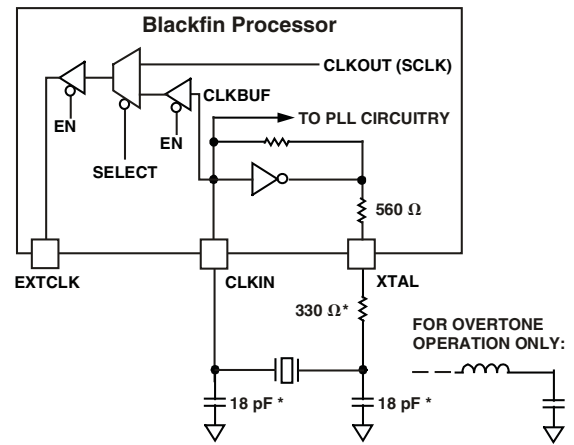 Blackfin Processor
CLKOUT (SCLK)
CLKBUF
TO PLL CIRCUITRY
EN
EN
SELECT
560 Ω
EXTCLK
CLKIN
XTAL
330 Ω*
FOR OVERTONE
OPERATION ONLY:
18 pF *
18 pF *